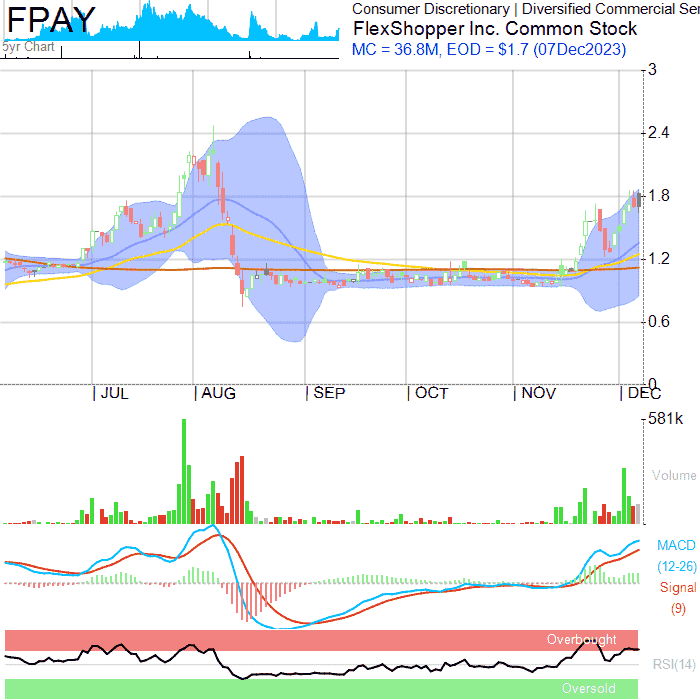 FPAY
5yr Chart
Consumer Discretionary | Diversified Commercial Ser
FlexShopper Inc. Common Stock
MC = 36.8M, EOD = $1.7 (07Dec2023)
3
2.4
1.8
1.2
0.6
0
JUL AUG SEP OCT NOV DEC
581k
Volume
MACD
(12-26)
Signal
(9)
Overbought
RSI(14)
Oversold